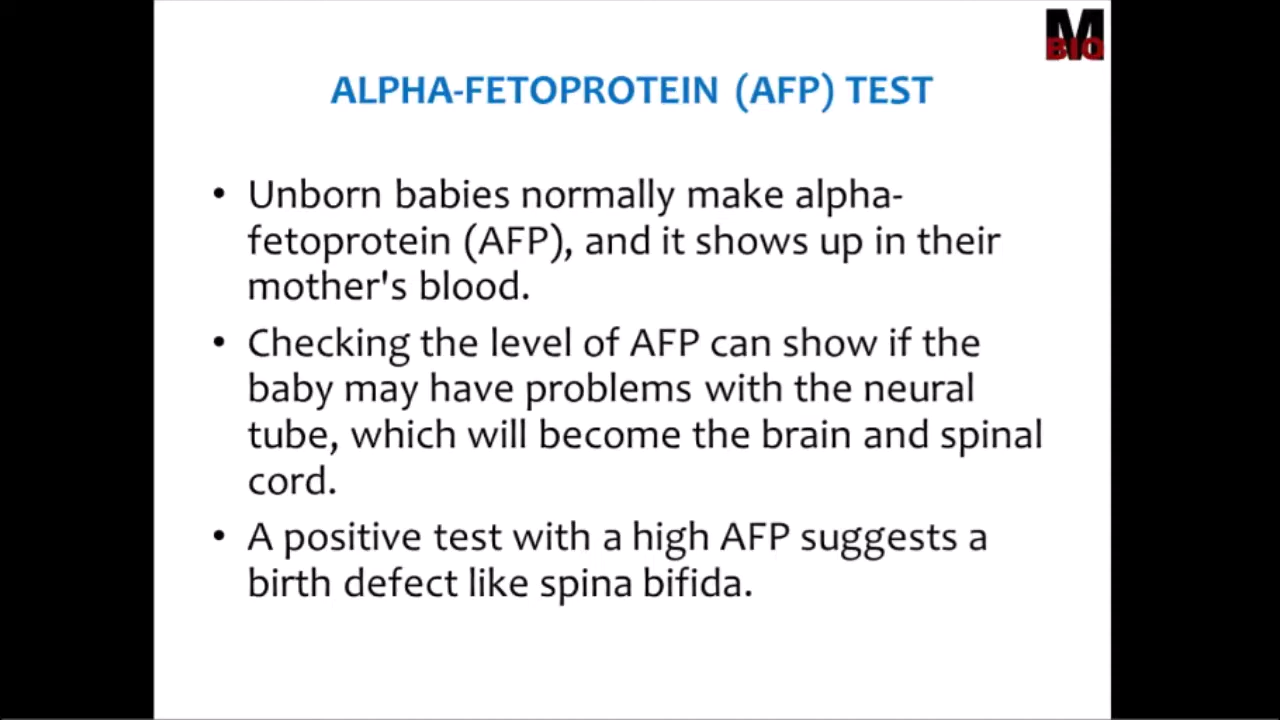 M
BIQ
ALPHA-FETOPROTEIN (AFP) TEST
• Unborn babies normally make alpha-
fetoprotein (AFP), and it shows up in their
mother's blood.
• Checking the level of AFP can show if the
baby may have problems with the neural
tube, which will become the brain and spinal
cord.
• A positive test with a high AFP suggests a
birth defect like spina bifida.